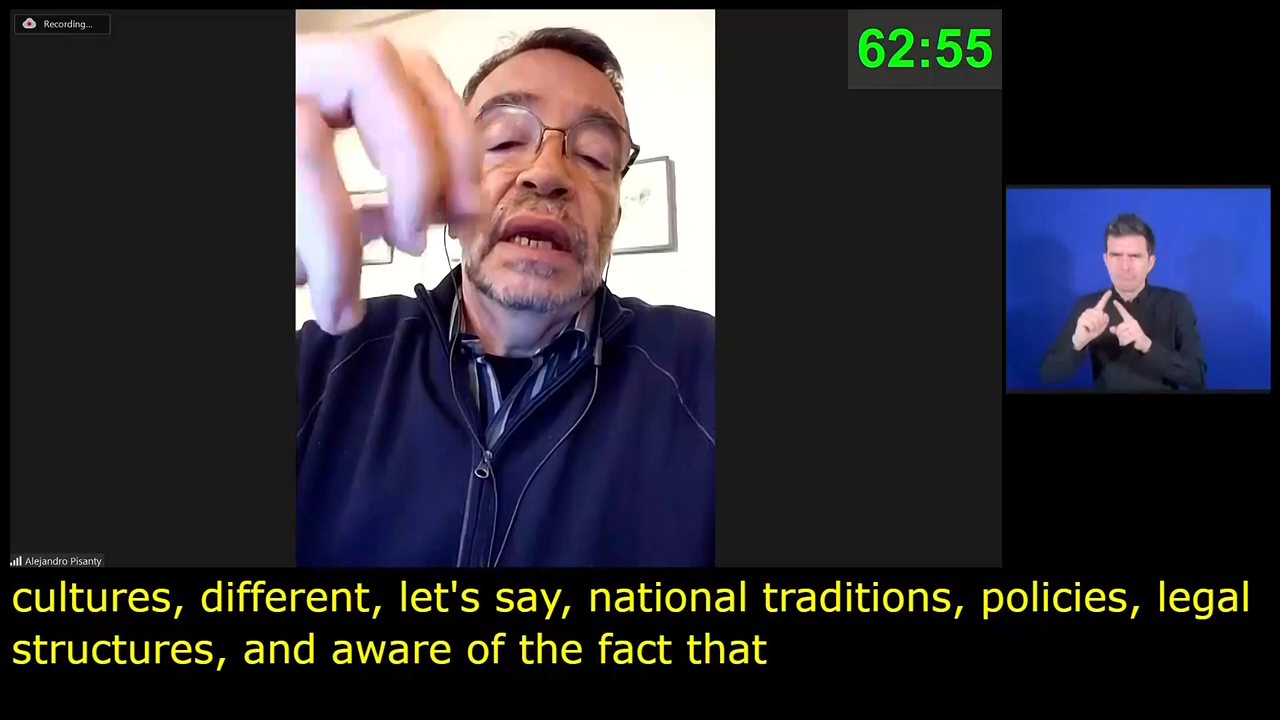 Recording...
62:55
Alejandro Pisanty
cultures, different, let's say, national traditions, policies, legal
structures, and aware of the fact that